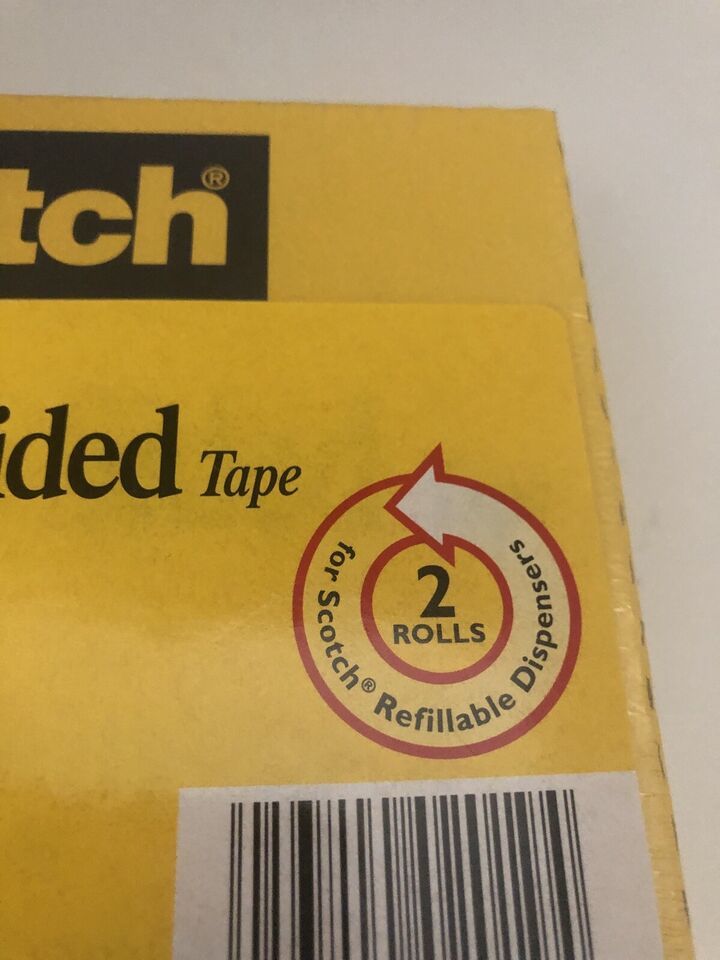 tch®
ided Tape
2
ROLLS
for Scotch® Refillable Dispensers